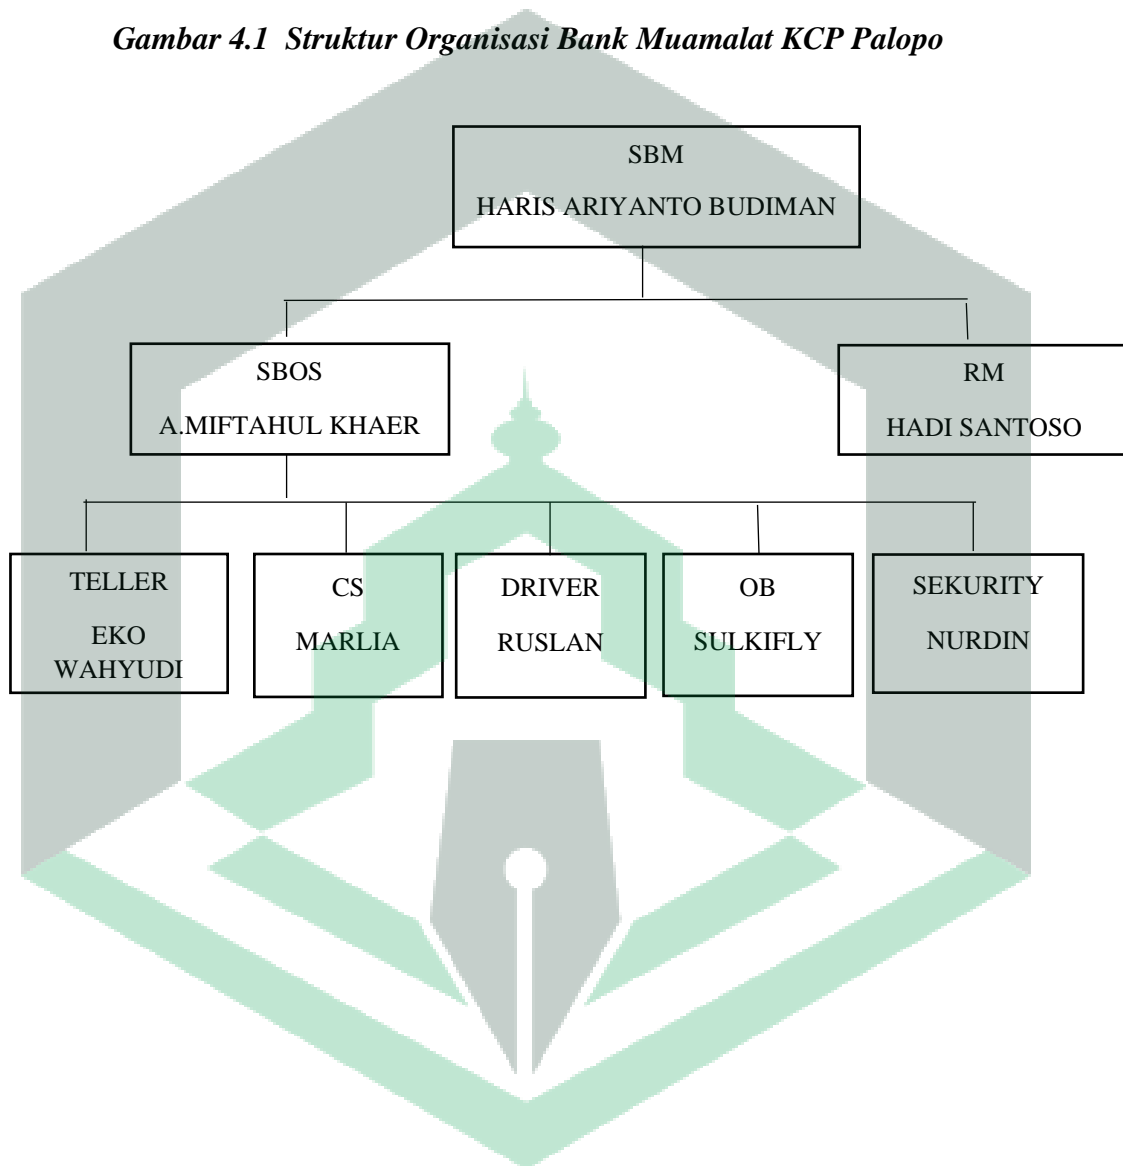 Gambar 4.1 Struktur Organisasi Bank Muamalat KCP Palopo
SBM
HARIS ARIYANTO BUDIMAN
SBOS
A.MIFTAHUL KHAER
RM
HADI SANTOSO
TELLER
EKO
WAHYUDI
CS
MARLIA
DRIVER
RUSLAN
OB
SULKIFLY
SEKURITY
NURDIN